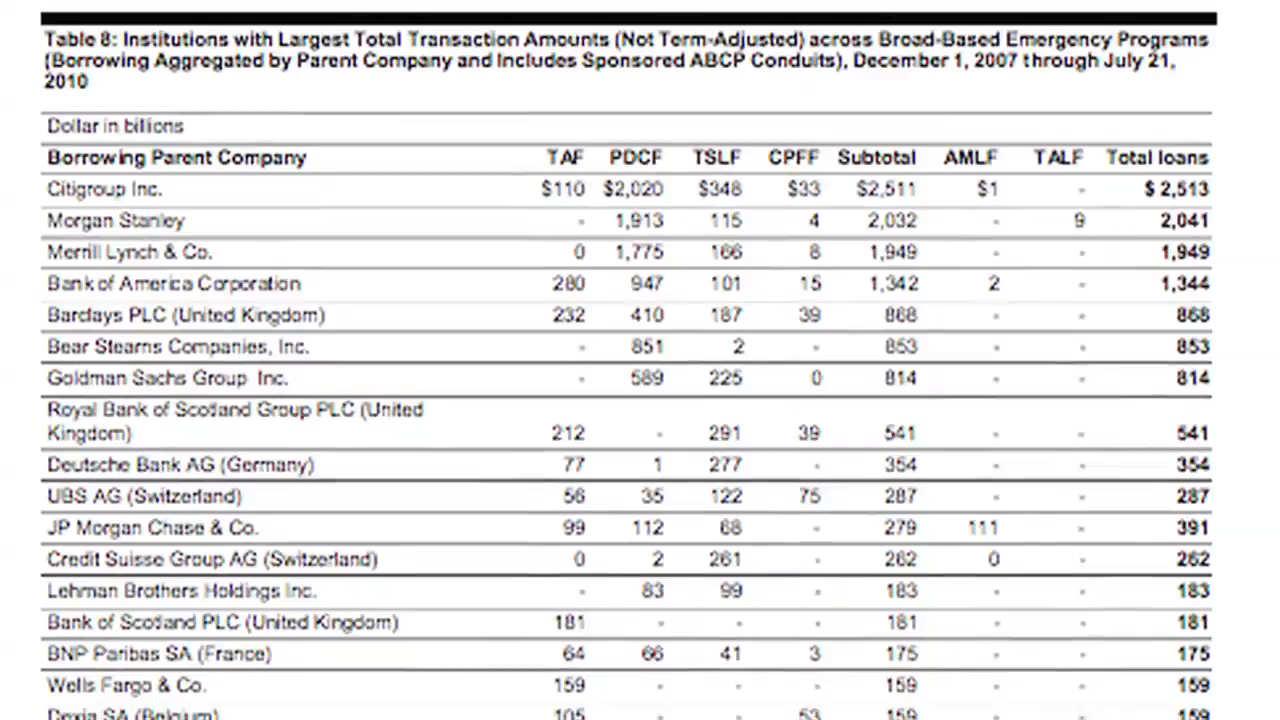 Table 8: Institutions with Largest Total Transaction Amounts (Not Term-Adjusted) across Broad-Based Emergency Programs
(Borrowing Aggregated by Parent Company and Includes Sponsored ABCP Conduits), December 1, 2007 through July 21,
2010
Dollar in billions
Borrowing Parent Company TAF PDCF TSLF CPFF Subtotal AMLF TALF Total loans
Citigroup Inc. $110 $2,020 $348 $33 $2,511 $1 - $ 2,513
Morgan Stanley - 1,913 115 4 2,032 - 9 2,041
Merrill Lynch & Co. 0 1,775 166 8 1,949 - - 1,949
Bank of America Corporation 280 947 101 15 1,342 2 - 1,344
Barclays PLC (United Kingdom) 232 410 187 39 868 - - 868
Bear Stearns Companies, Inc. - 851 2 - 853 - - 853
Goldman Sachs Group Inc. - 589 225 0 814 - - 814
Royal Bank of Scotland Group PLC (United
Kingdom) 212 - 291 39 541 - - 541
Deutsche Bank AG (Germany) 77 1 277 - 354 - - 354
UBS AG (Switzerland) 56 35 122 75 287 - - 287
JP Morgan Chase & Co. 99 112 68 - 279 111 - 391
Credit Suisse Group AG (Switzerland) 0 2 261 - 262 0 - 262
Lehman Brothers Holdings Inc. - 83 99 - 183 - - 183
Bank of Scotland PLC (United Kingdom) 181 - - - 181 - - 181
BNP Paribas SA (France) 64 66 41 3 175 - - 175
Wells Fargo & Co. 159 - - - 159 - - 159
Dexia SA (Belgium) 105 - - 53 159 - - 159